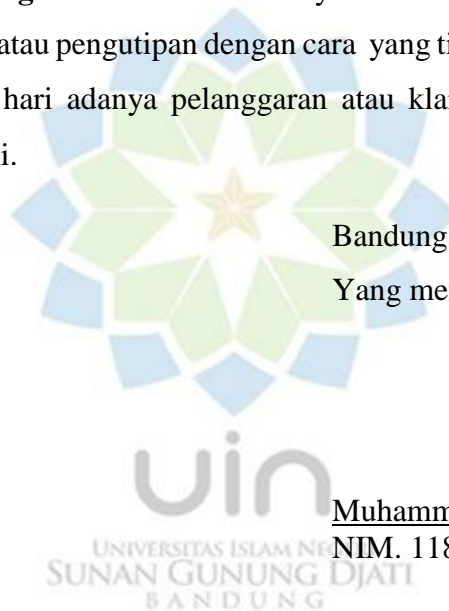 atau pengutipan dengan cara yang ti
hari adanya pelanggaran atau kla
i.
Bandung
Yang me
uin
Muhamm
NIM. 118
UNIVERSITAS ISLAM NE
SUNAN GUNUNG DJATI
BANDUNG